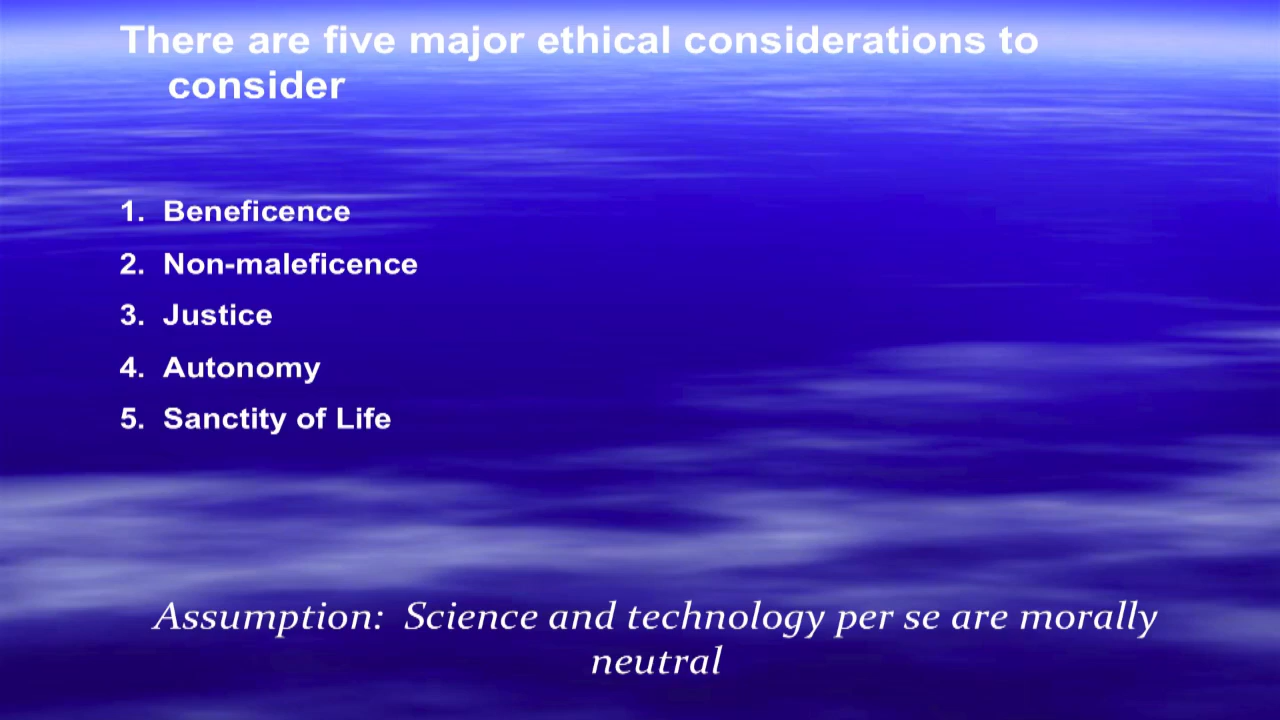 There are five major ethical considerations to
consider
1. Beneficence
2. Non-maleficence
3. Justice
4. Autonomy
5. Sanctity of Life
Assumption: Science and technology per se are morally
neutral